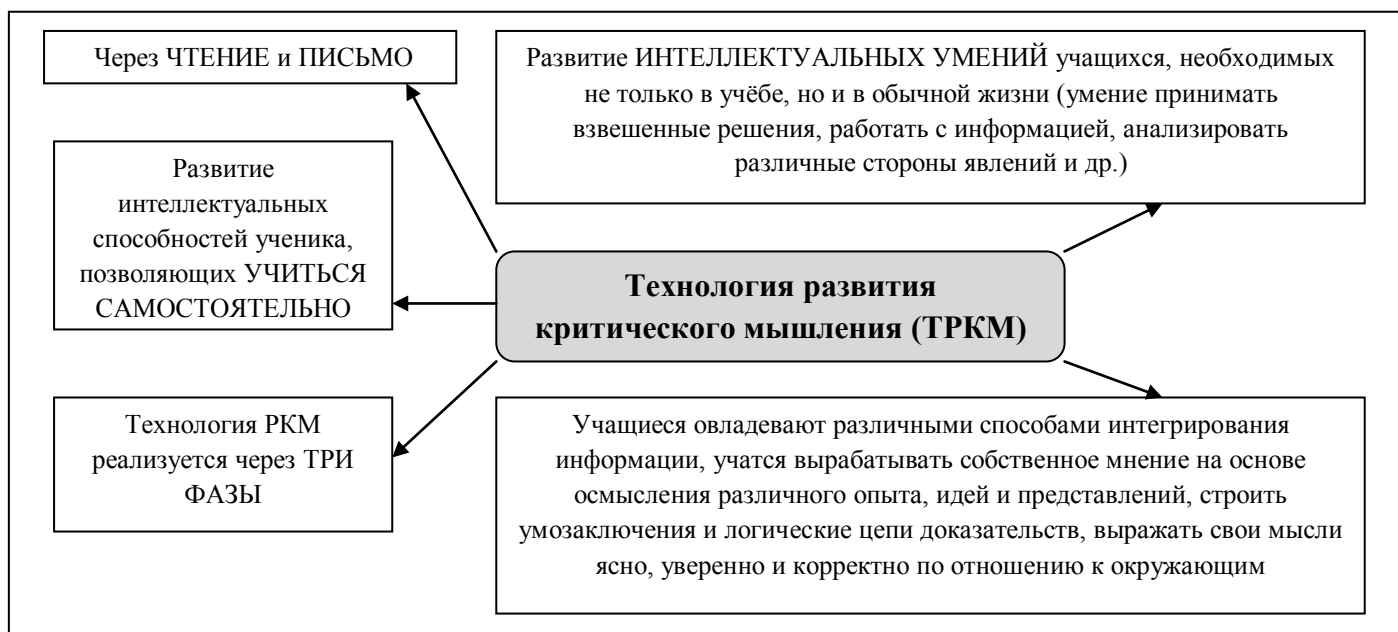 Через ЧТЕНИЕ и ПИСЬМО
Развитие ИНТЕЛЛЕКТУАЛЬНЫХ УМЕНИЙ учащихся, необходимых
не только в учёбе, но и в обычной жизни (умение принимать
взвешенные решения, работать с информацией, анализировать
различные стороны явлений и др.)
Развитие
интеллектуальных
способностей ученика,
позволяющих УЧИТЬСЯ
САМОСТОЯТЕЛЬНО
Технология развития
критического мышления (ТРКМ)
Технология РКМ
реализуется через ТРИ
ФАЗЫ
Учащиеся овладевают различными способами интегрирования
информации, учатся вырабатывать собственное мнение на основе
осмысления различного опыта, идей и представлений, строить
умозаключения и логические цепи доказательств, выражать свои мысли
ясно, уверенно и корректно по отношению к окружающим